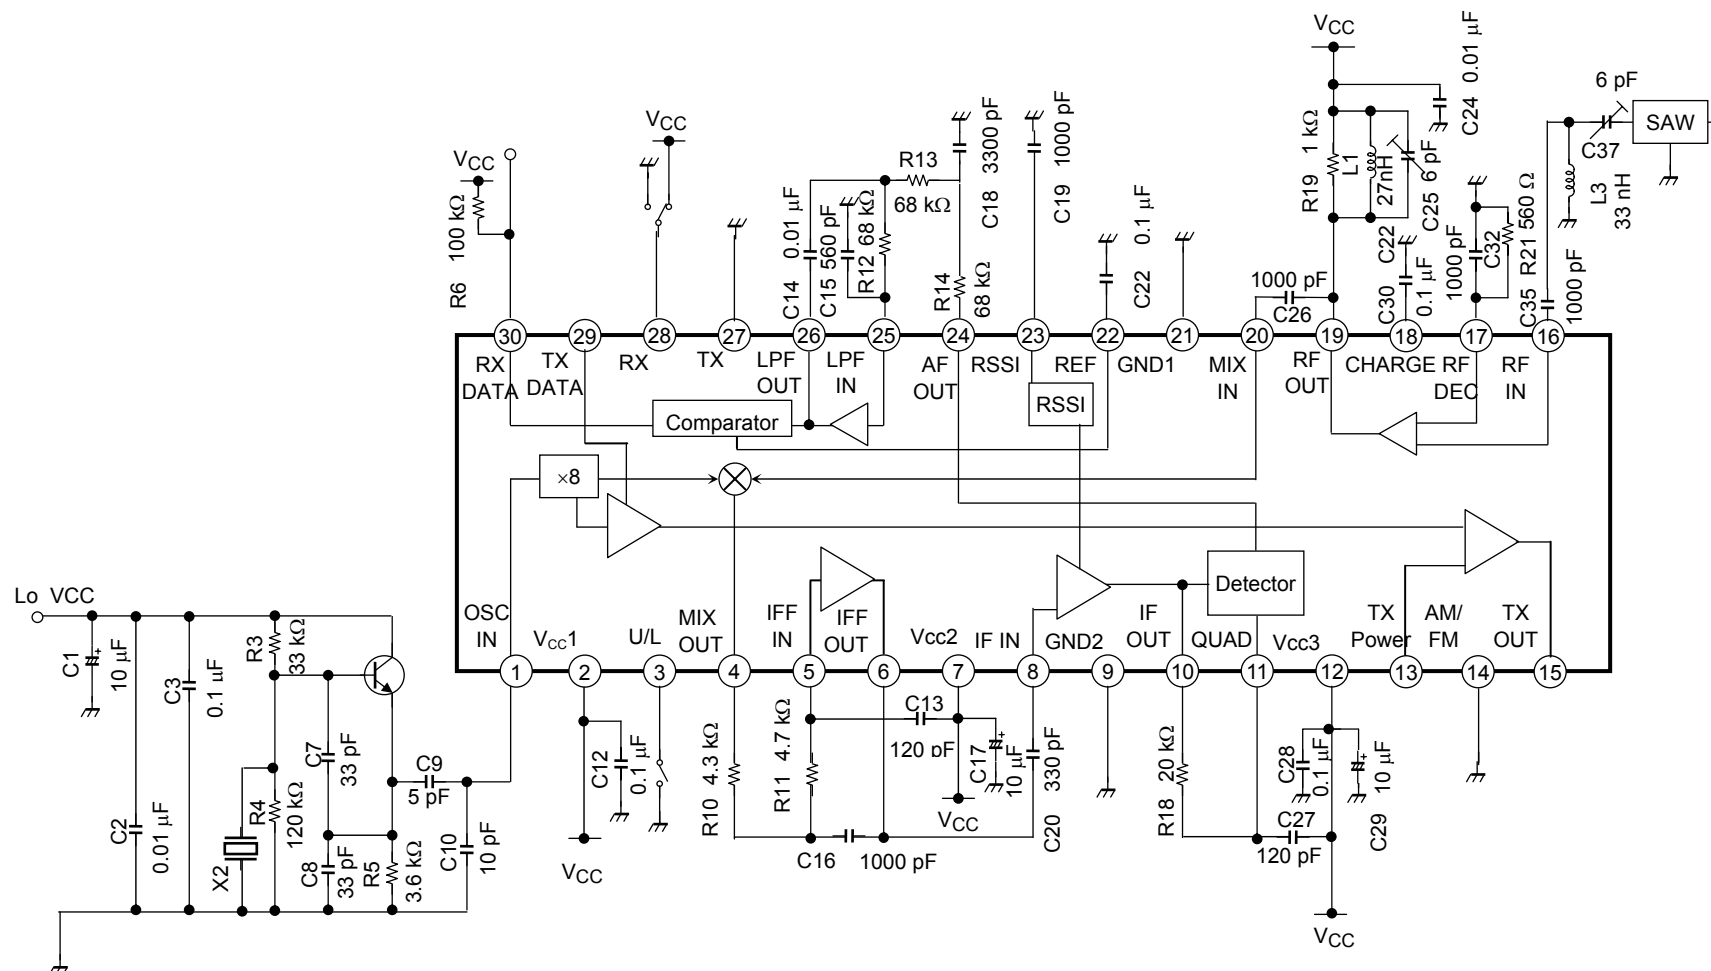 VCC
C24 0.01 µF
6 pF
SAW
C37
L3
33 nH
R19 1 kΩ
L1
27nH
C25 6 pF
VCC
VCC
R6 100 kΩ
C14 0.01 µF
C15 560 pF
R12 68 kΩ
R13
68 kΩ
C18 3300 pF
R14
68 kΩ
C19 1000 pF
C22 0.1 µF
1000 pF
C26
C30 C22
0.1 µF
1000 pF
C32
R21 560 Ω
C35
1000 pF
30 29 28 27 26 25 24 23 22 21 20 19 18 17 16
RX DATA
TX DATA
RX
TX
LPF OUT
LPF IN
AF OUT
RSSI
REF
GND1
MIX IN
RF OUT
CHARGE
RF DEC
RF IN
Comparator
RSSI
×8
Detector
OSC IN
VCC1
U/L
MIX OUT
IFF IN
IFF OUT
Vcc2
IF IN
GND2
IF OUT
QUAD
Vcc3
TX Power
AM/ FM
TX OUT
1 2 3 4 5 6 7 8 9 10 11 12 13 14 15
Lo VCC
C1
10 µF
C2
0.01 µF
C3
0.1 µF
R3
33 kΩ
C7
33 pF
R4
120 kΩ
X2
C8
33 pF
R5
3.6 kΩ
C9
5 pF
C10
10 pF
C12
0.1 µF
VCC
R10 4.3 kΩ
R11 4.7 kΩ
C13
120 pF
C17
10 µF
VCC
C16
1000 pF
C20 330 pF
R18 20 kΩ
C28
0.1 µF
C29 10 µF
C27
120 pF
VCC